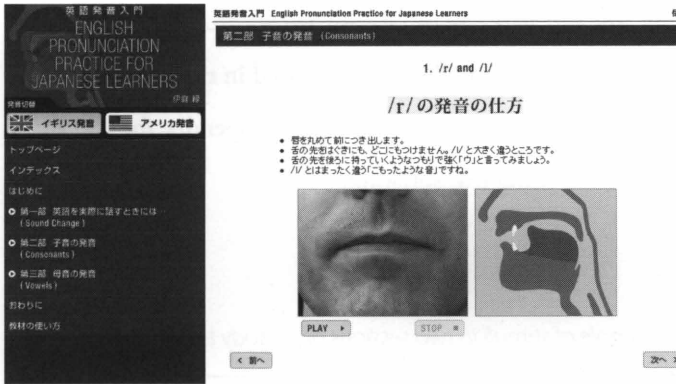 英語発音入門
ENGLISH
PRONUNCIATION
PRACTICE FOR
JAPANESE LEARNERS
発音切替
イギリス発音 アメリカ発音
トップページ
インデックス
はじめに
第一部 英語を実際に話すときには
( Sound Change )
第二部 子音の発音
( Consonants )
第三部 母音の発音
( Vowels )
おわりに
教材の使い方
英語発音入門 English Pronunciation Practice for Japanese Learners
第二部 子音の発音 (Consonants)
1. /r/ and /l/
/r/ の発音の仕方
• 唇を丸めて前につき出します。
• 舌の先をはぐきにも、どこにもつけません。/l/ と大きく違うところです。
• 舌の先を後ろに持っていくようなつもりで強く「ウ」と言ってみましょう。
• /l/ とはまったく違う「こもったような音」ですね。
PLAY STOP
< 前へ 次へ >